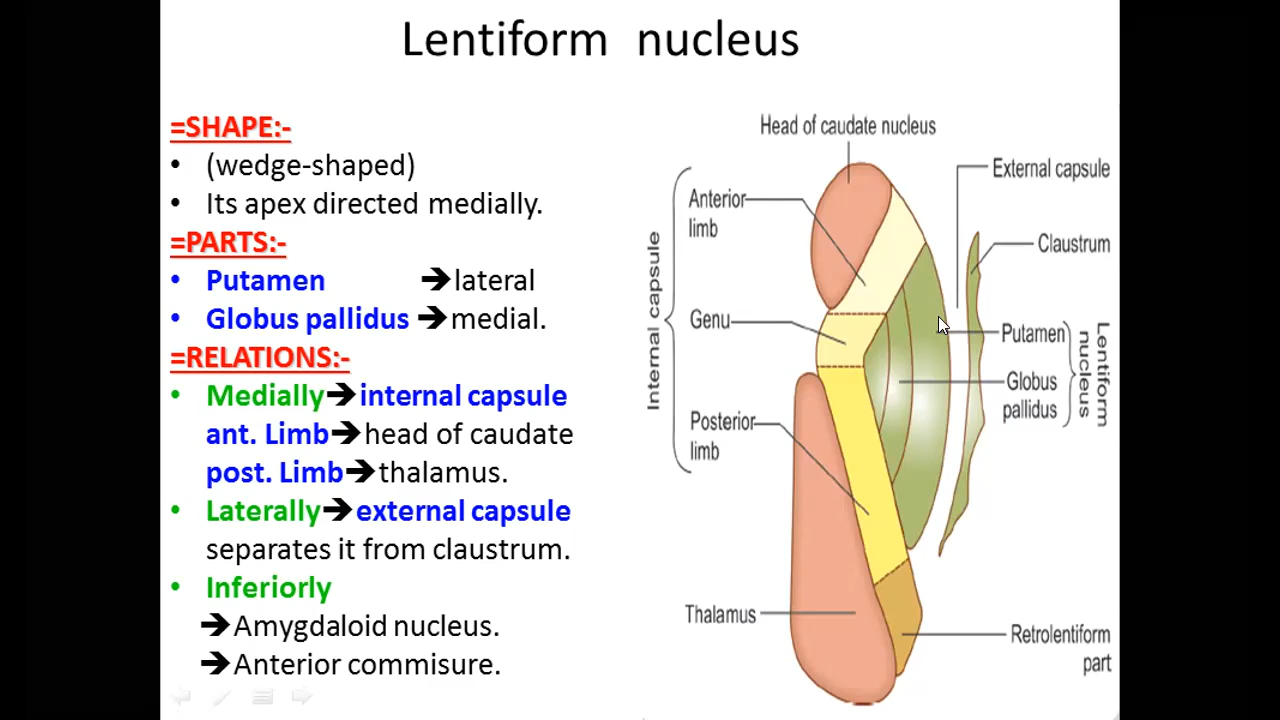 Lentiform nucleus
=SHAPE:-
• (wedge-shaped)
• Its apex directed medially.
=PARTS:-
• Putamen ➔lateral
• Globus pallidus ➔medial.
=RELATIONS:-
• Medially➔internal capsule
ant. Limb➔head of caudate
post. Limb➔thalamus.
• Laterally➔external capsule
separates it from claustrum.
• Inferiorly
➔Amygdaloid nucleus.
➔Anterior commisure.
Head of caudate nucleus
External capsule
Anterior
limb
Claustrum
Internal capsule
Genu
Putamen
Globus
pallidus
Lentiform
nucleus
Posterior
limb
Thalamus
Retrolentiform
part